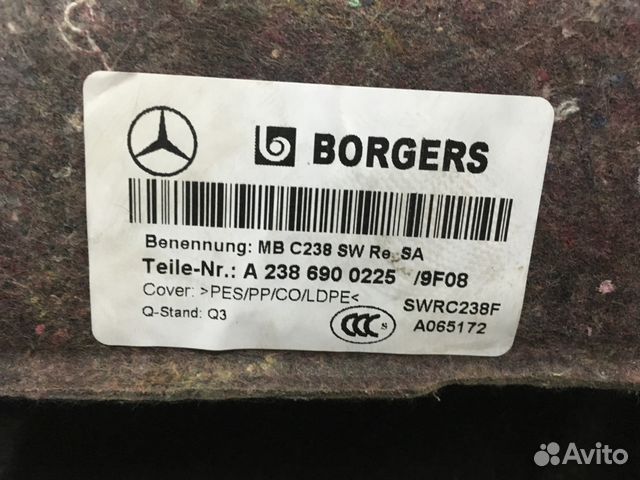 BORGERS
Benennung: MB C238 SW Re. SA
Teile-Nr.: A 238 690 0225 /9F08
Cover: >PES/PP/CO/LDPE< SWRC238F
Q-Stand: Q3 A065172
CCC S
Avito